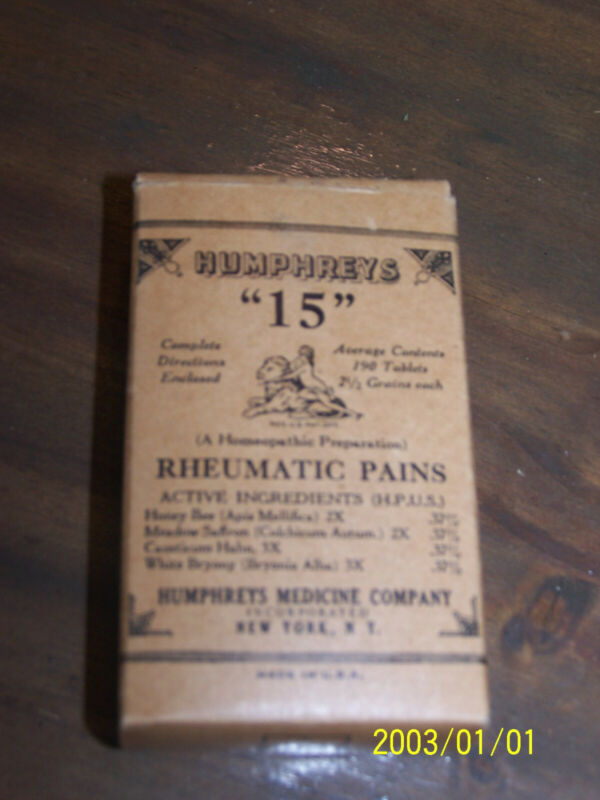 HUMPHREYS
"15"
Complete
Directions
Enclosed
Average Contents
190 Tablets
2½ Grains each
(A Homeopathic Preparation)
RHEUMATIC PAINS
ACTIVE INGREDIENTS (H.P.U.S.)
Honey Bee (Apis Mellifica) 2X
Meadow Saffron (Colchicum Autum.) 2X
Causticum Hahn, 3X
White Bryony (Bryonia Alba) 3X
HUMPHREYS MEDICINE COMPANY
INCORPORATED
NEW YORK, N. Y.
MADE IN U.S.A.
2003/01/01